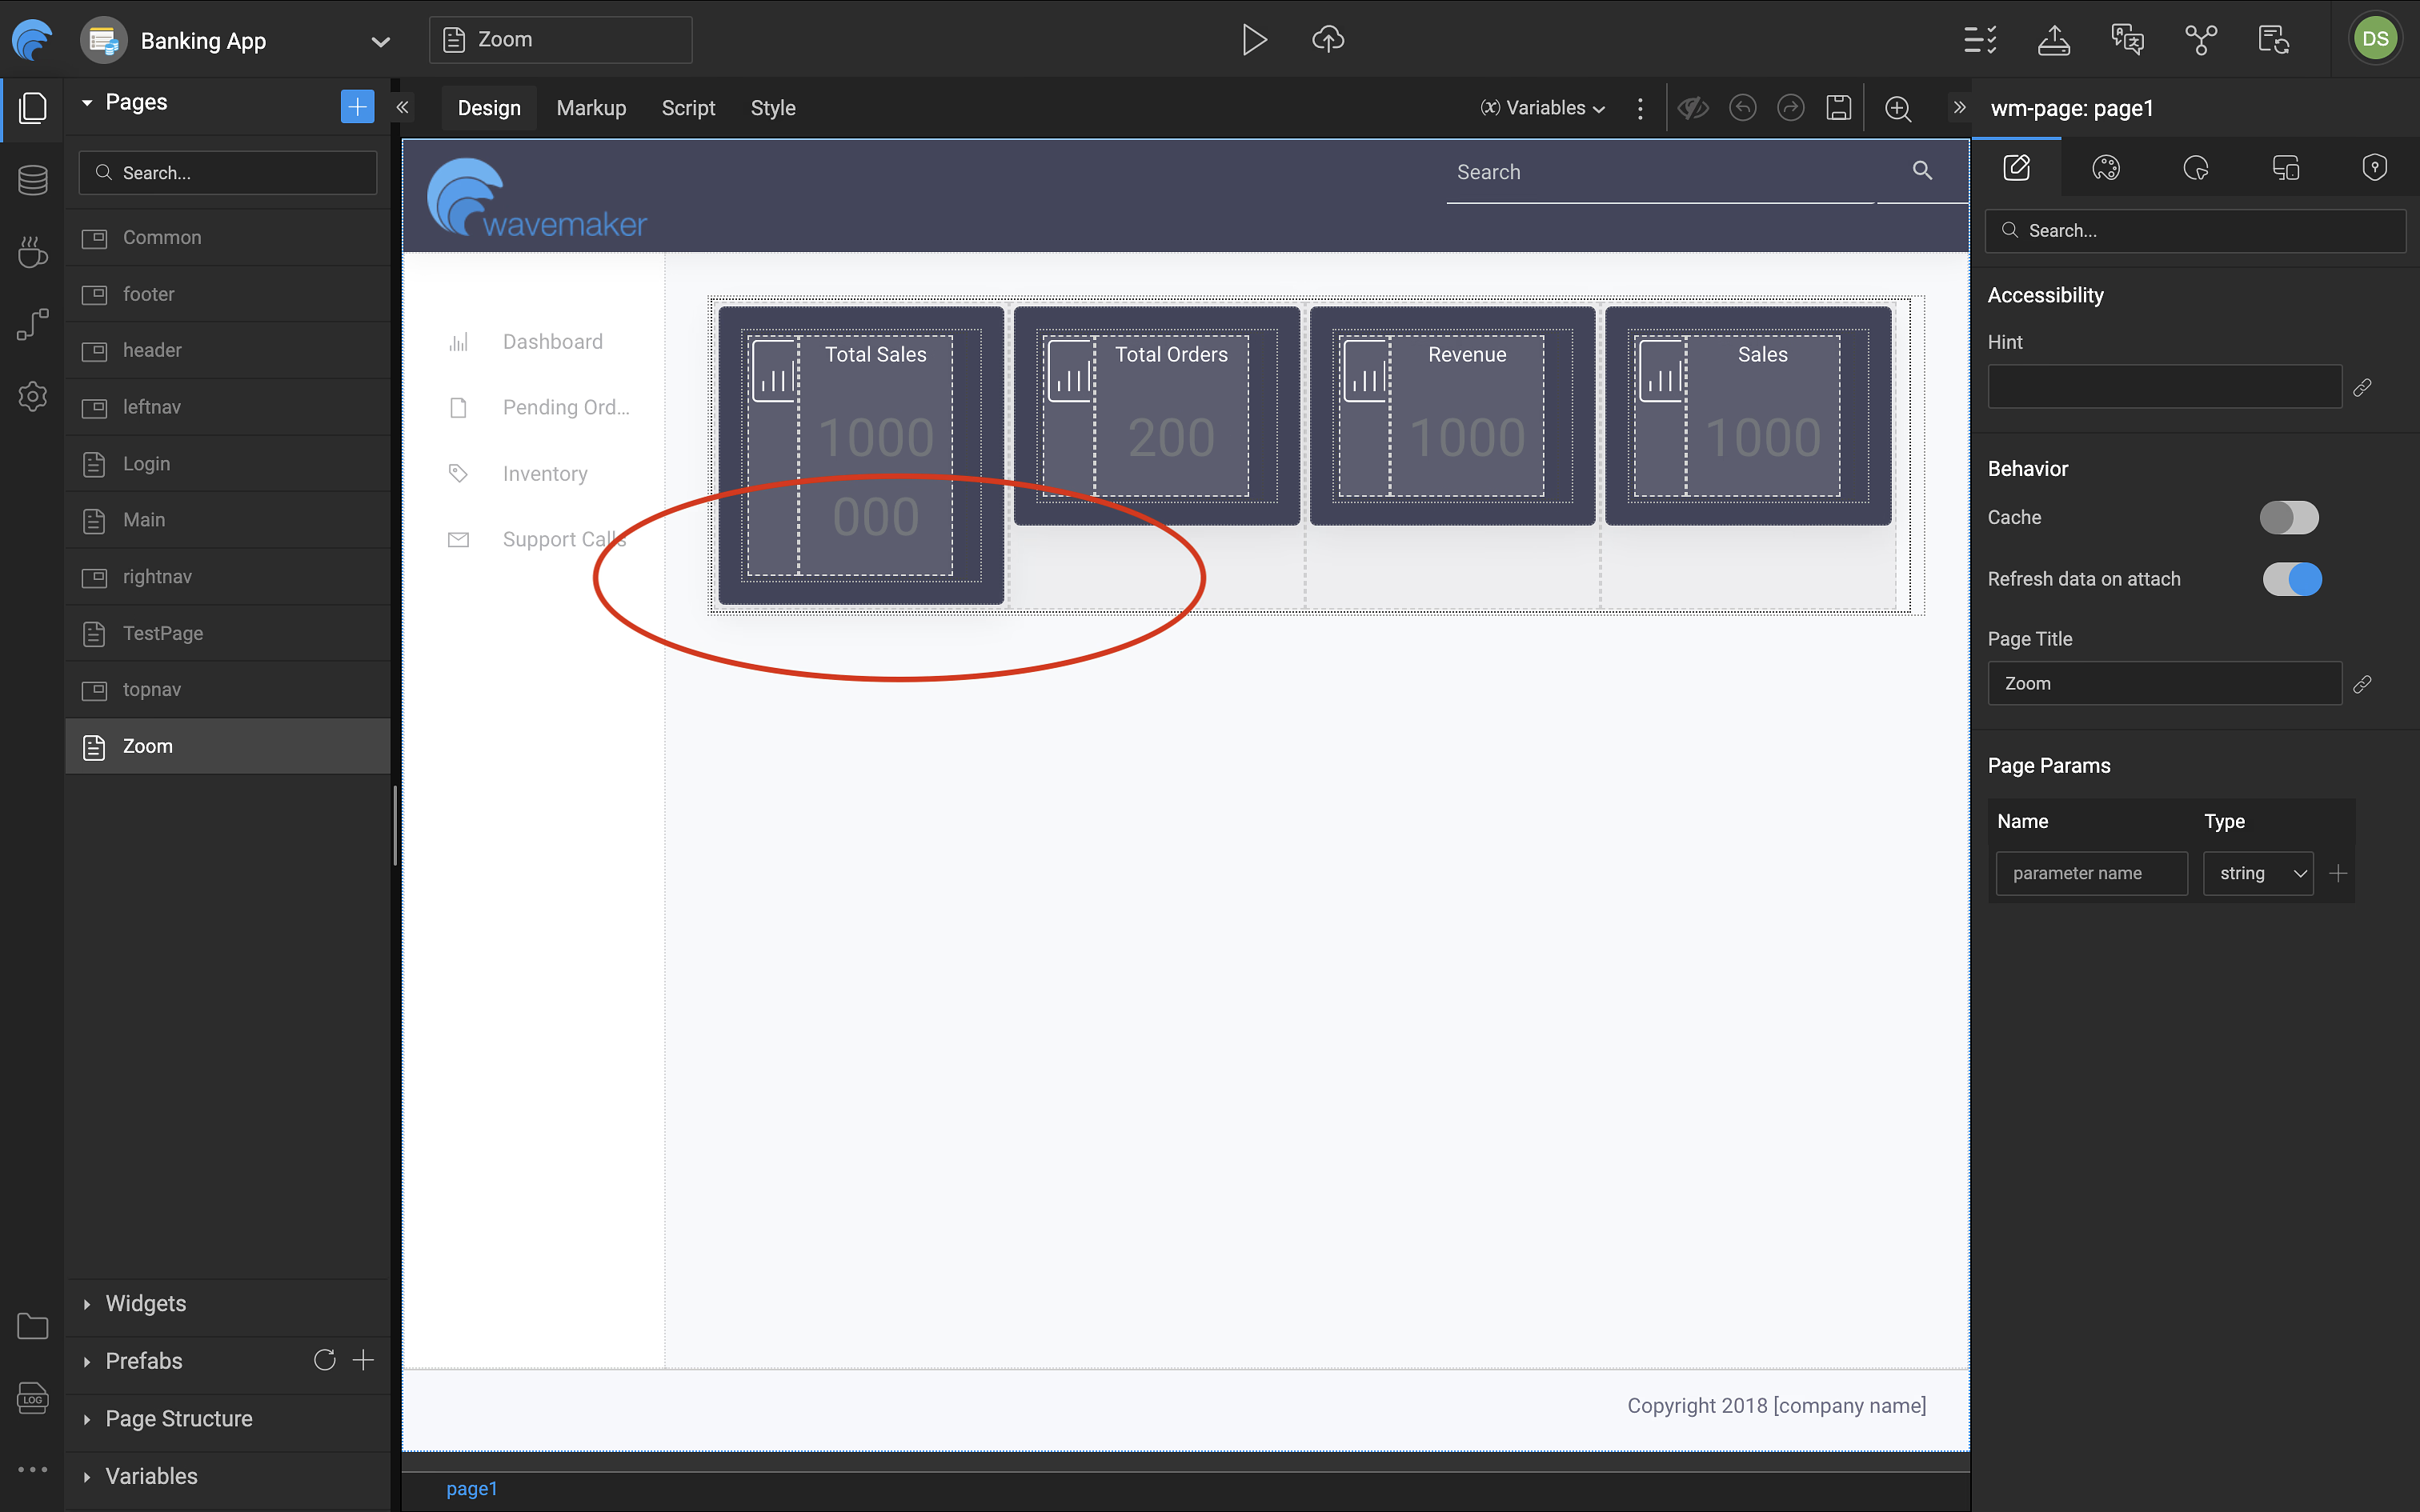 Banking App
Zoom
DS
Pages
Search...
Common
footer
header
leftnav
Login
Main
rightnav
TestPage
topnav
Zoom
Widgets
Prefabs
Page Structure
Variables
LOG
Design Markup Script Style
(x) Variables
wavemaker
Search
Dashboard
Pending Ord...
Inventory
Support Calls
Total Sales
1000
000
Total Orders
200
Revenue
1000
Sales
1000
Copyright 2018 [company name]
page1
wm-page: page1
Search...
Accessibility
Hint
Behavior
Cache
Refresh data on attach
Page Title
Zoom
Page Params
Name Type
parameter name string